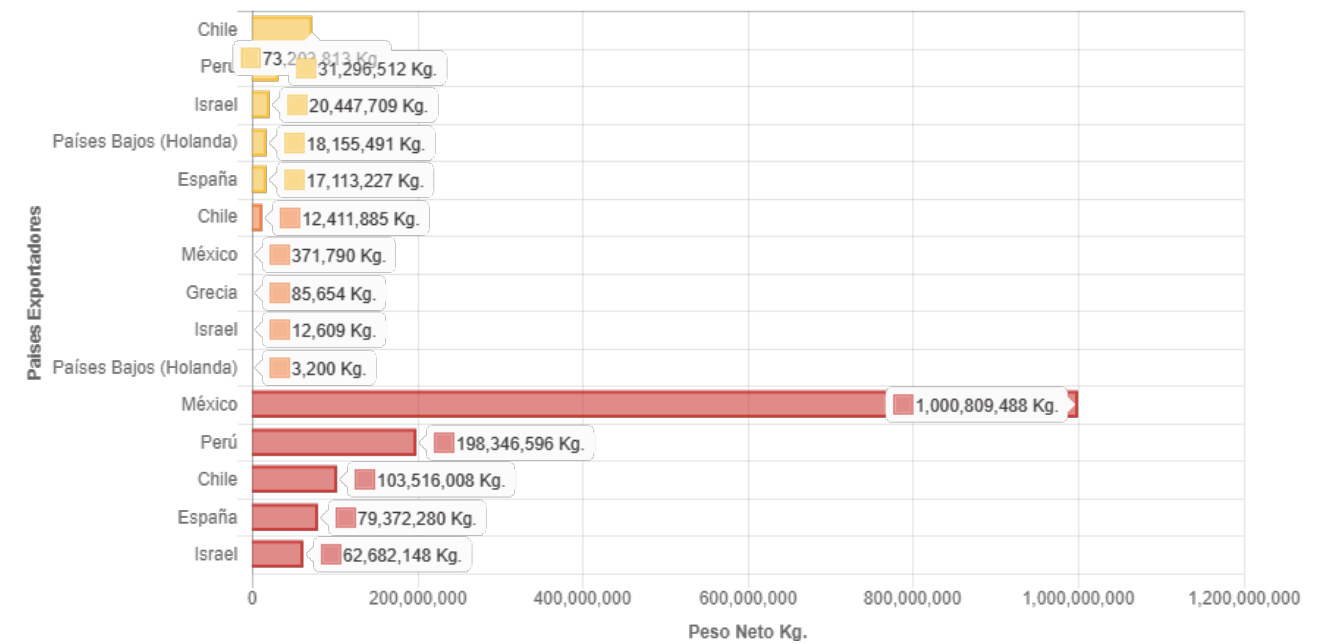 Chile
73,293,813 Kg.
Perú
31,296,512 Kg.
Israel
20,447,709 Kg.
Países Bajos (Holanda)
18,155,491 Kg.
España
17,113,227 Kg.
Chile
12,411,885 Kg.
México
371,790 Kg.
Grecia
85,654 Kg.
Israel
12,609 Kg.
Países Bajos (Holanda)
3,200 Kg.
México
1,000,809,488 Kg.
Perú
198,346,596 Kg.
Chile
103,516,008 Kg.
España
79,372,280 Kg.
Israel
62,682,148 Kg.
Paises Exportadores
0
200,000,000
400,000,000
600,000,000
800,000,000
1,000,000,000
1,200,000,000
Peso Neto Kg.